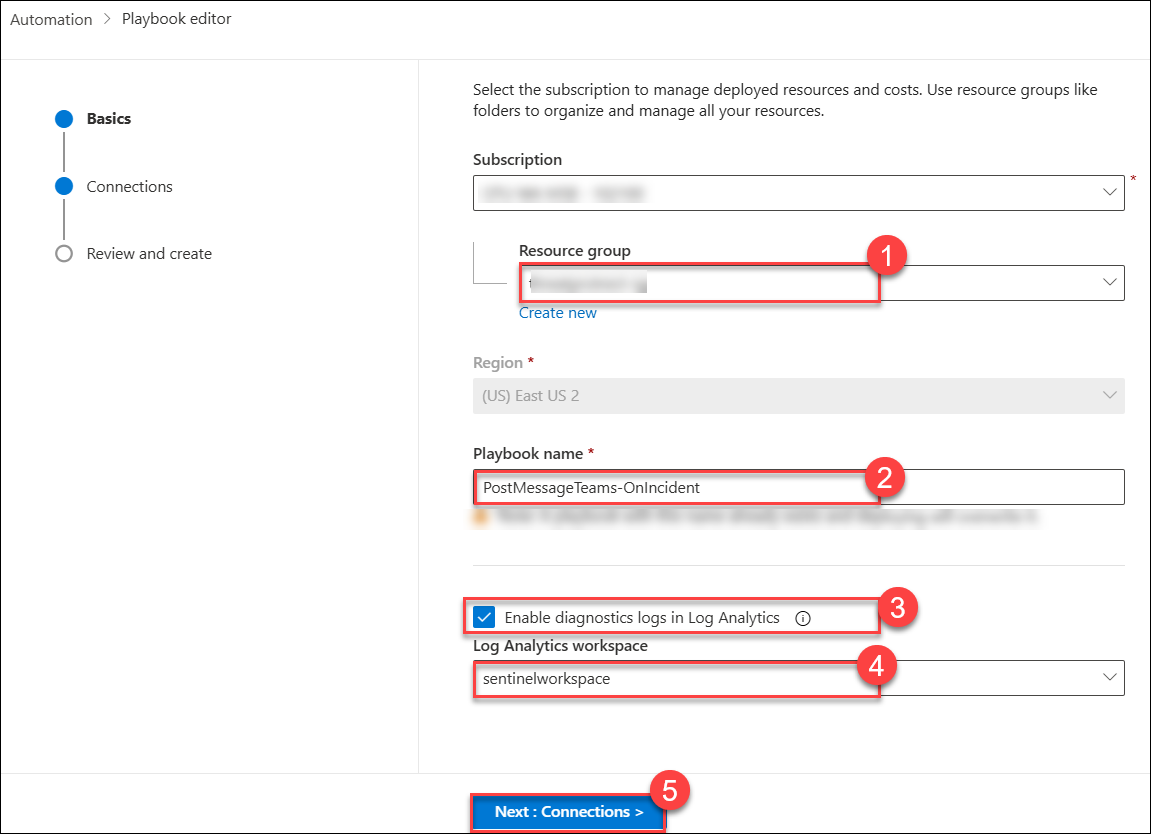 Automation > Playbook editor
Basics
Connections
Review and create
Select the subscription to manage deployed resources and costs. Use resource groups like
folders to organize and manage all your resources.
Subscription
*
Resource group
1
Create new
Region *
(US) East US 2
Playbook name *
PostMessageTeams-OnIncident
2
Enable diagnostics logs in Log Analytics
3
Log Analytics workspace
sentinelworkspace
4
Next : Connections >
5